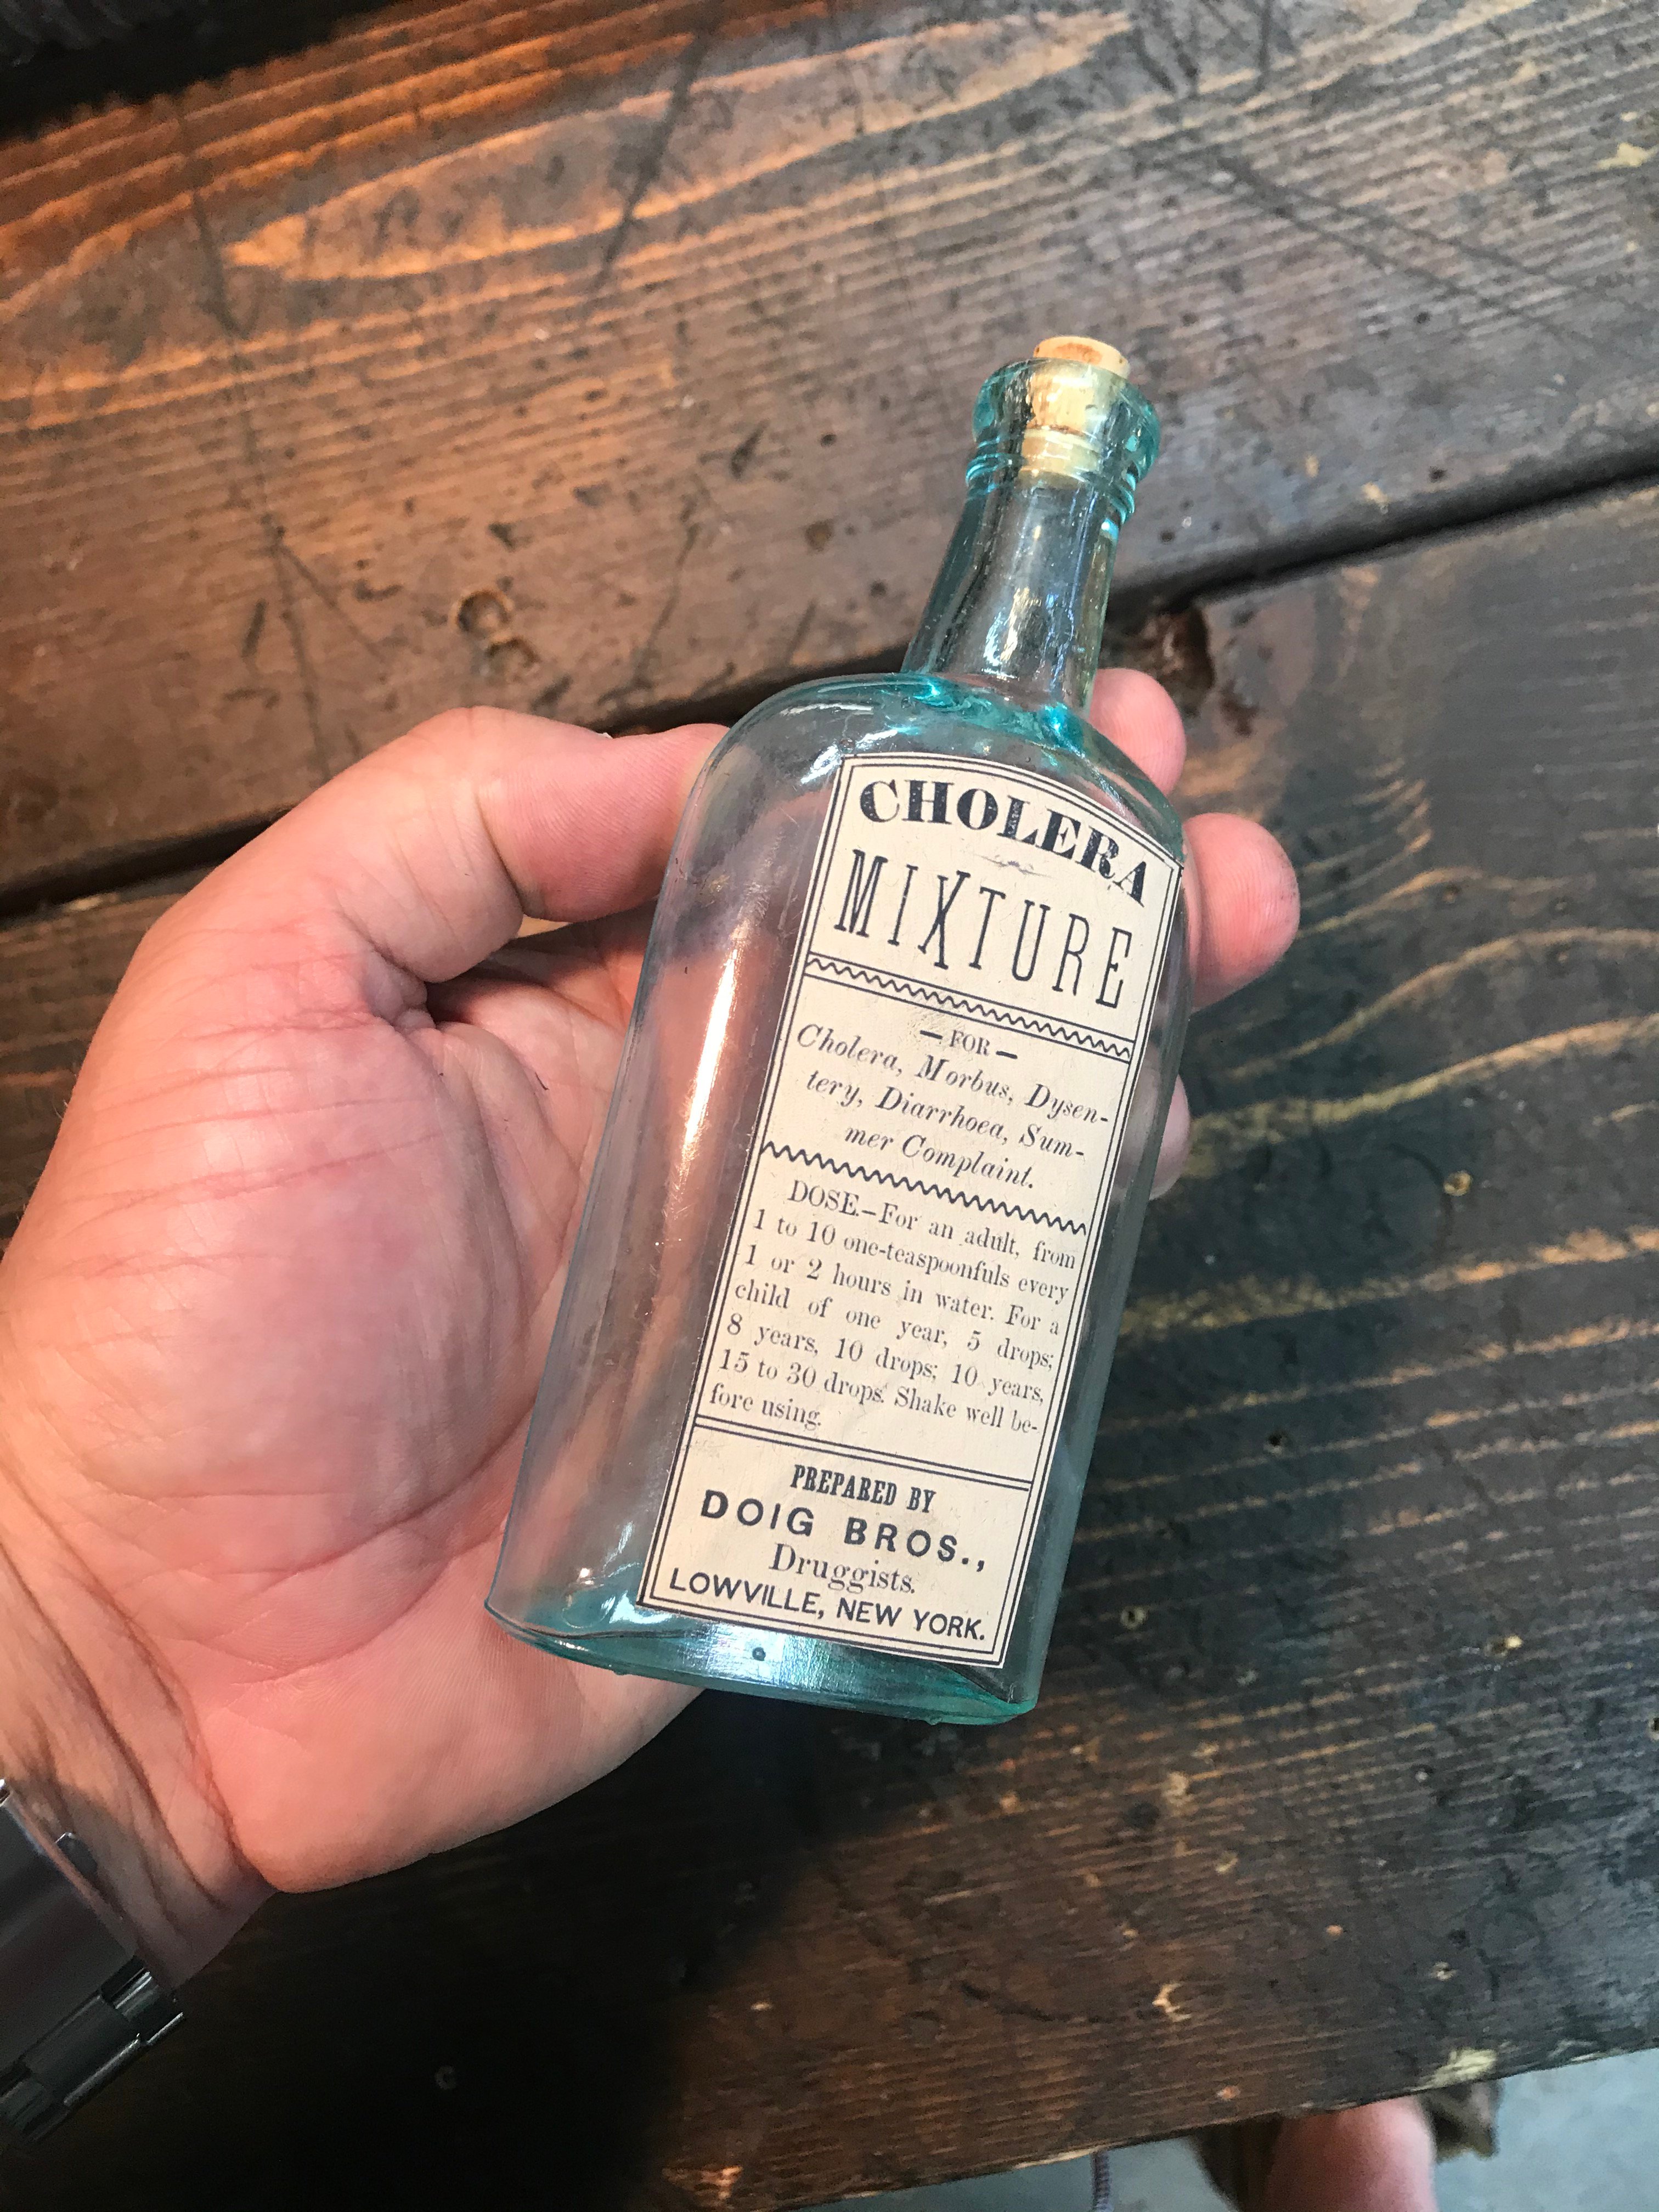 CHOLERA
MIXTURE
— FOR —
Cholera, Morbus, Dysen-
tery, Diarrhoea, Sum-
mer Complaint.
DOSE.–For an adult, from
1 to 10 one-teaspoonfuls every
1 or 2 hours in water. For a
child of one year, 5 drops;
8 years, 10 drops; 10 years,
15 to 30 drops. Shake well be-
fore using.
PREPARED BY
DOIG BROS.,
Druggists.
LOWVILLE, NEW YORK.